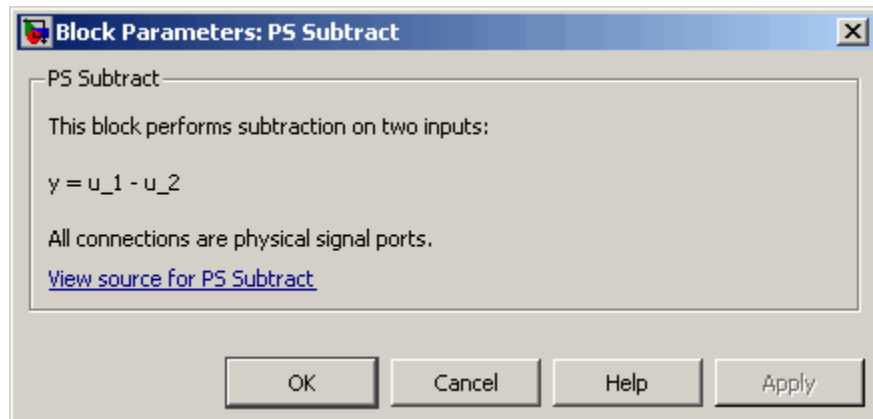 Block Parameters: PS Subtract
PS Subtract
This block performs subtraction on two inputs:
y = u_1 - u_2
All connections are physical signal ports.
View source for PS Subtract
OK Cancel Help Apply